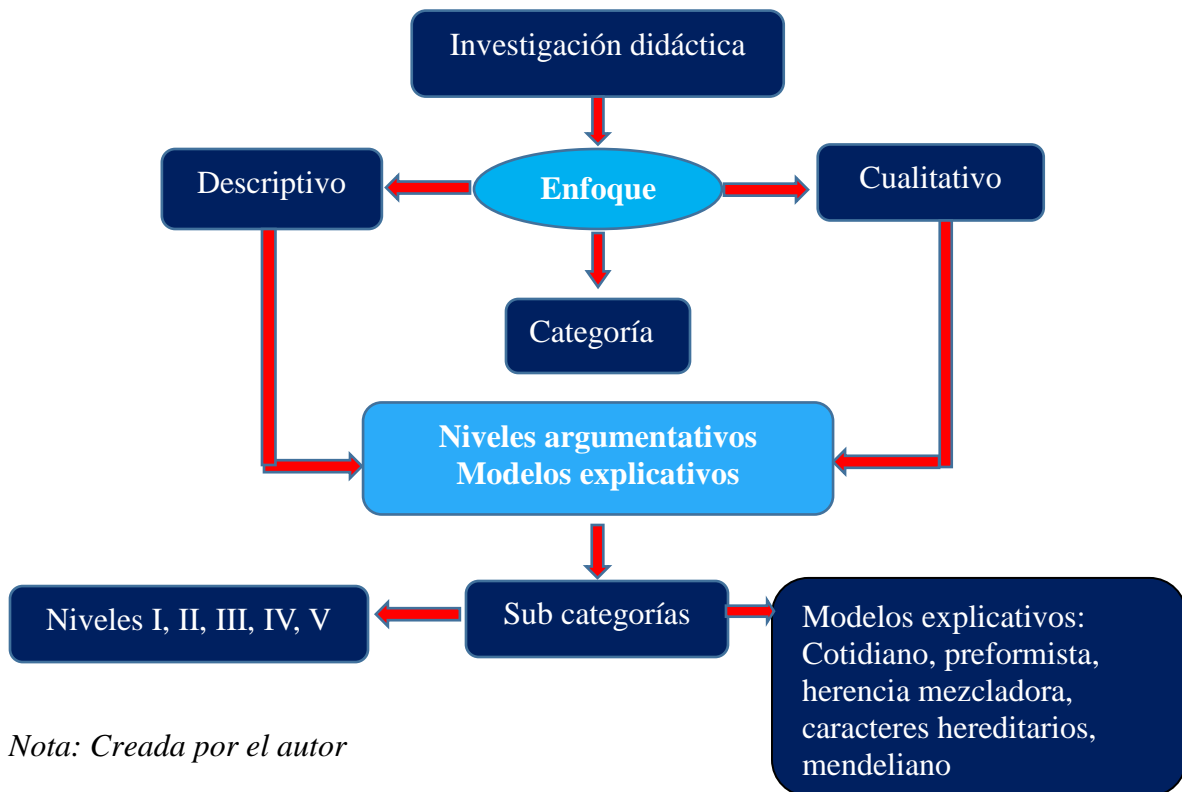 Investigación didáctica
Descriptivo
Enfoque
Cualitativo
Categoría
Niveles argumentativos
Modelos explicativos
Niveles I, II, III, IV, V
Sub categorías
Modelos explicativos:
Cotidiano, preformista,
herencia mezcladora,
caracteres hereditarios,
mendeliano
Nota: Creada por el autor